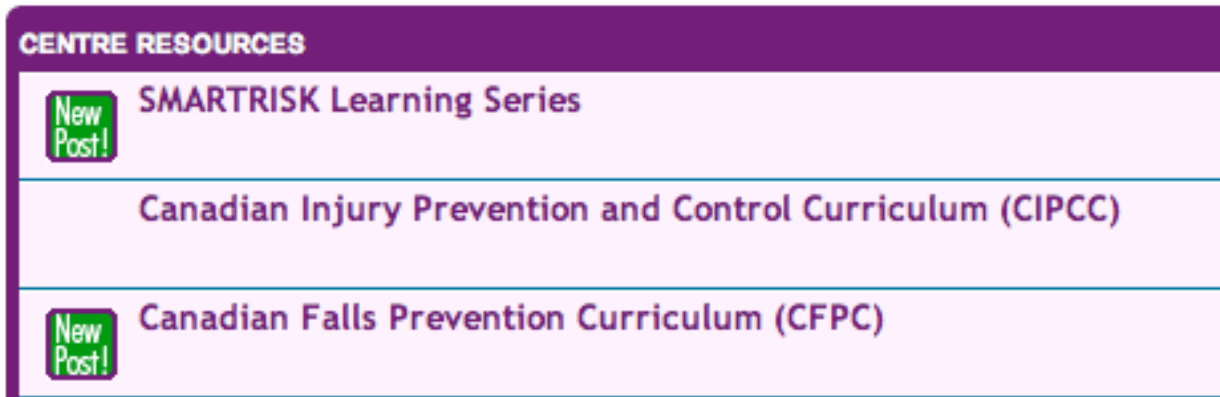 CENTRE RESOURCES
New
Post!
SMARTRISK Learning Series
Canadian Injury Prevention and Control Curriculum (CIPCC)
New
Post!
Canadian Falls Prevention Curriculum (CFPC)